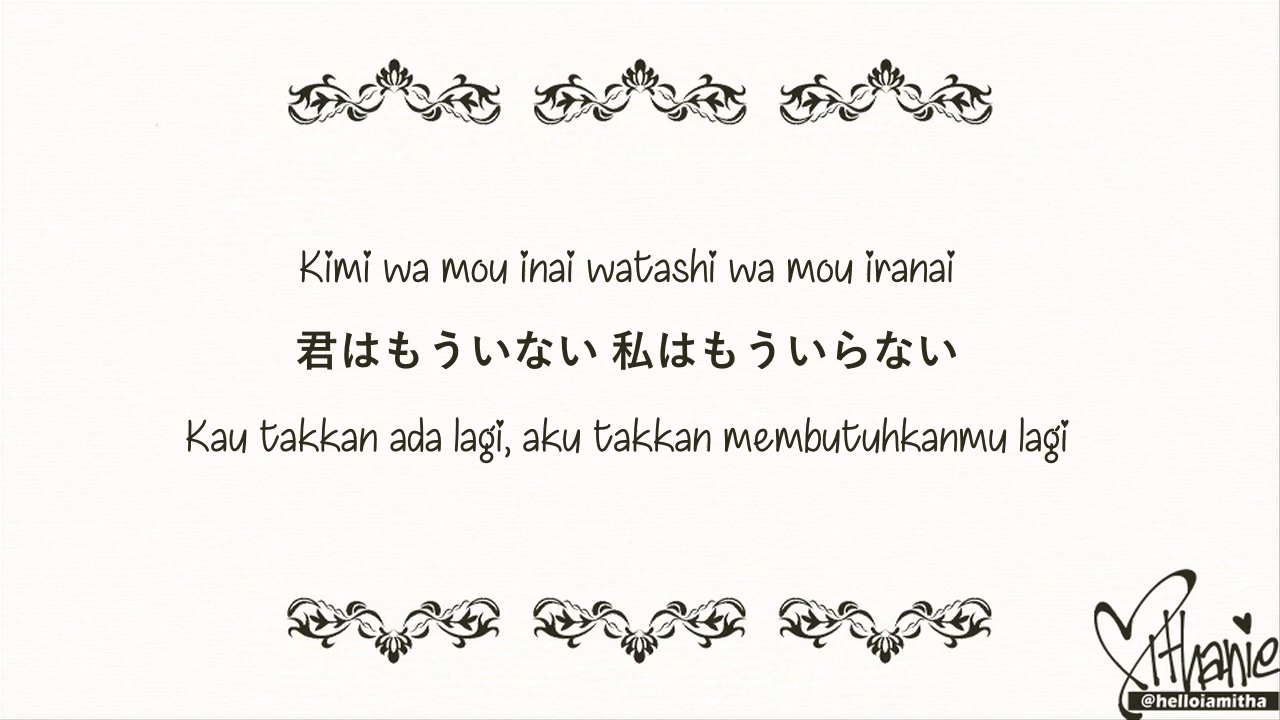 Kimi wa mou inai watashi wa mou iranai
君はもういない 私はもういらない
Kau takkan ada lagi, aku takkan membutuhkanmu lagi
Mithanie
@helloiamitha